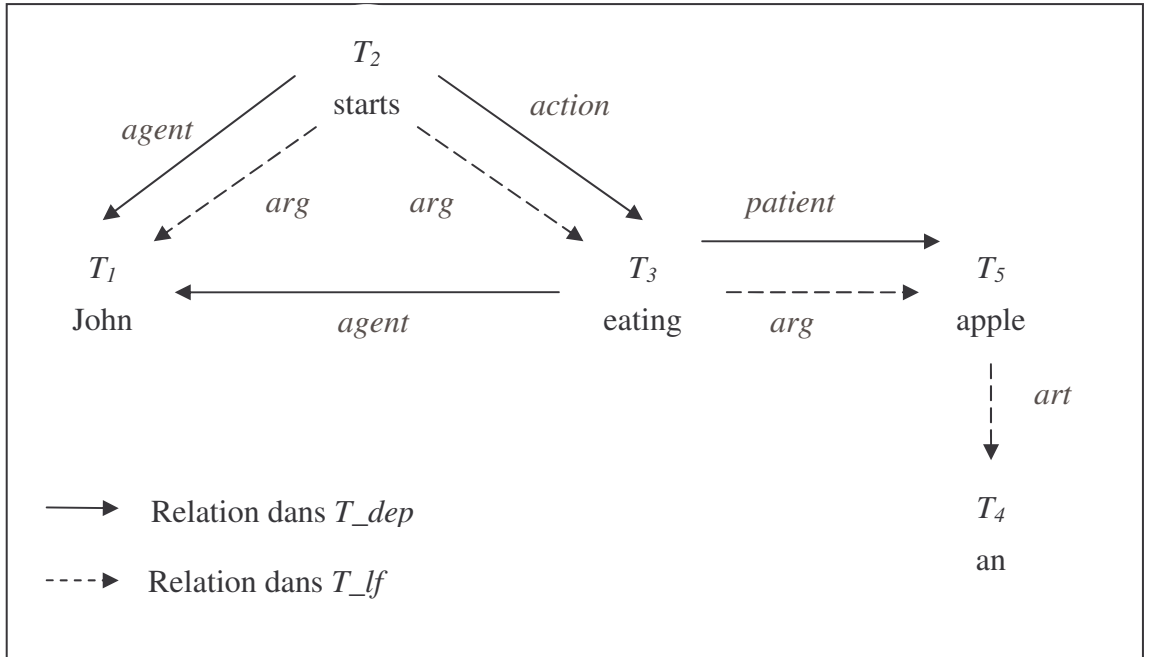 T2
starts
agent
action
arg
arg
patient
T1
T3
T5
John
agent
eating
arg
apple
art
Relation dans T_dep
T4
an
Relation dans T_lf